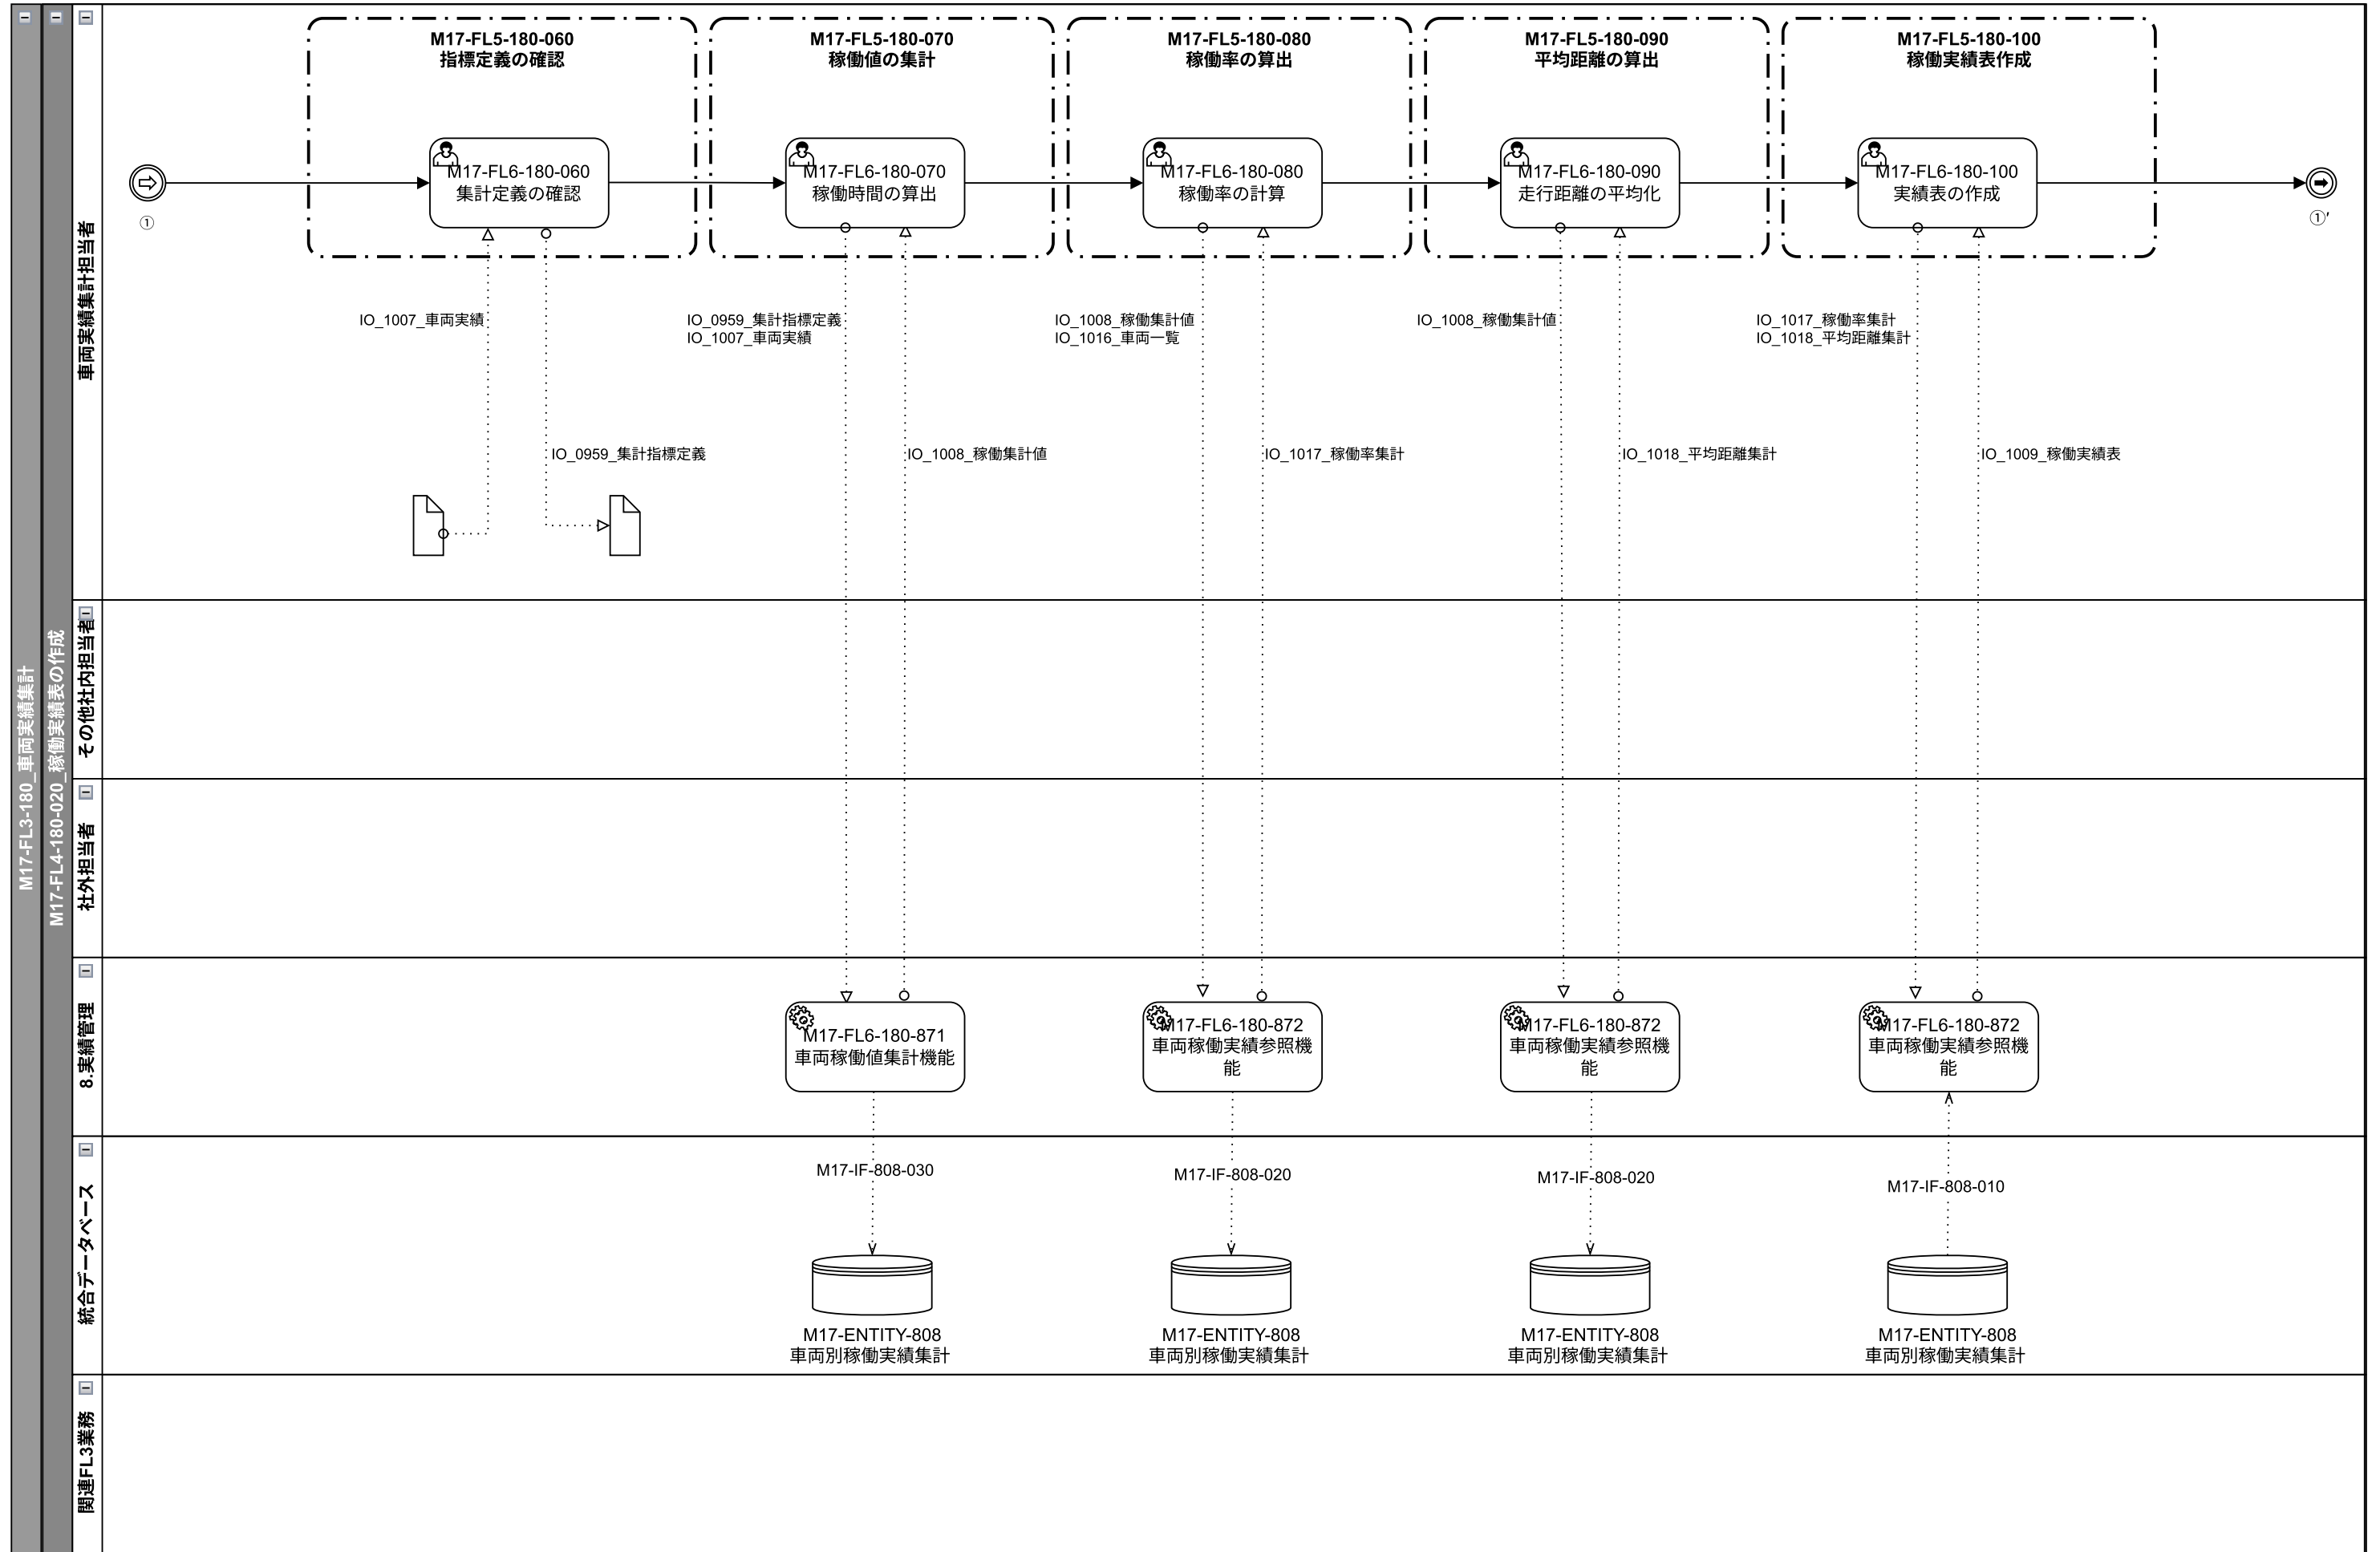 M17-FL3-180_車両実績集計
M17-FL4-180-020_稼働実績表の作成
車両実績集計担当者
M17-FL5-180-060
指標定義の確認
M17-FL5-180-070
稼働値の集計
M17-FL5-180-080
稼働率の算出
M17-FL5-180-090
平均距離の算出
M17-FL5-180-100
稼働実績表作成
①
M17-FL6-180-060
集計定義の確認
M17-FL6-180-070
稼働時間の算出
M17-FL6-180-080
稼働率の計算
M17-FL6-180-090
走行距離の平均化
M17-FL6-180-100
実績表の作成
①’
IO_1007_車両実績
IO_0959_集計指標定義
IO_1007_車両実績
IO_1008_稼働集計値
IO_1016_車両一覧
IO_1008_稼働集計値
IO_1017_稼働率集計
IO_1018_平均距離集計
IO_0959_集計指標定義
IO_1008_稼働集計値
IO_1017_稼働率集計
IO_1018_平均距離集計
IO_1009_稼働実績表
その他社内担当者
社外担当者
8.実績管理
M17-FL6-180-871
車両稼働値集計機能
M17-FL6-180-872
車両稼働実績参照機
能
M17-FL6-180-872
車両稼働実績参照機
能
M17-FL6-180-872
車両稼働実績参照機
能
統合データベース
M17-IF-808-030
M17-IF-808-020
M17-IF-808-020
M17-IF-808-010
M17-ENTITY-808
車両別稼働実績集計
M17-ENTITY-808
車両別稼働実績集計
M17-ENTITY-808
車両別稼働実績集計
M17-ENTITY-808
車両別稼働実績集計
関連FL3業務